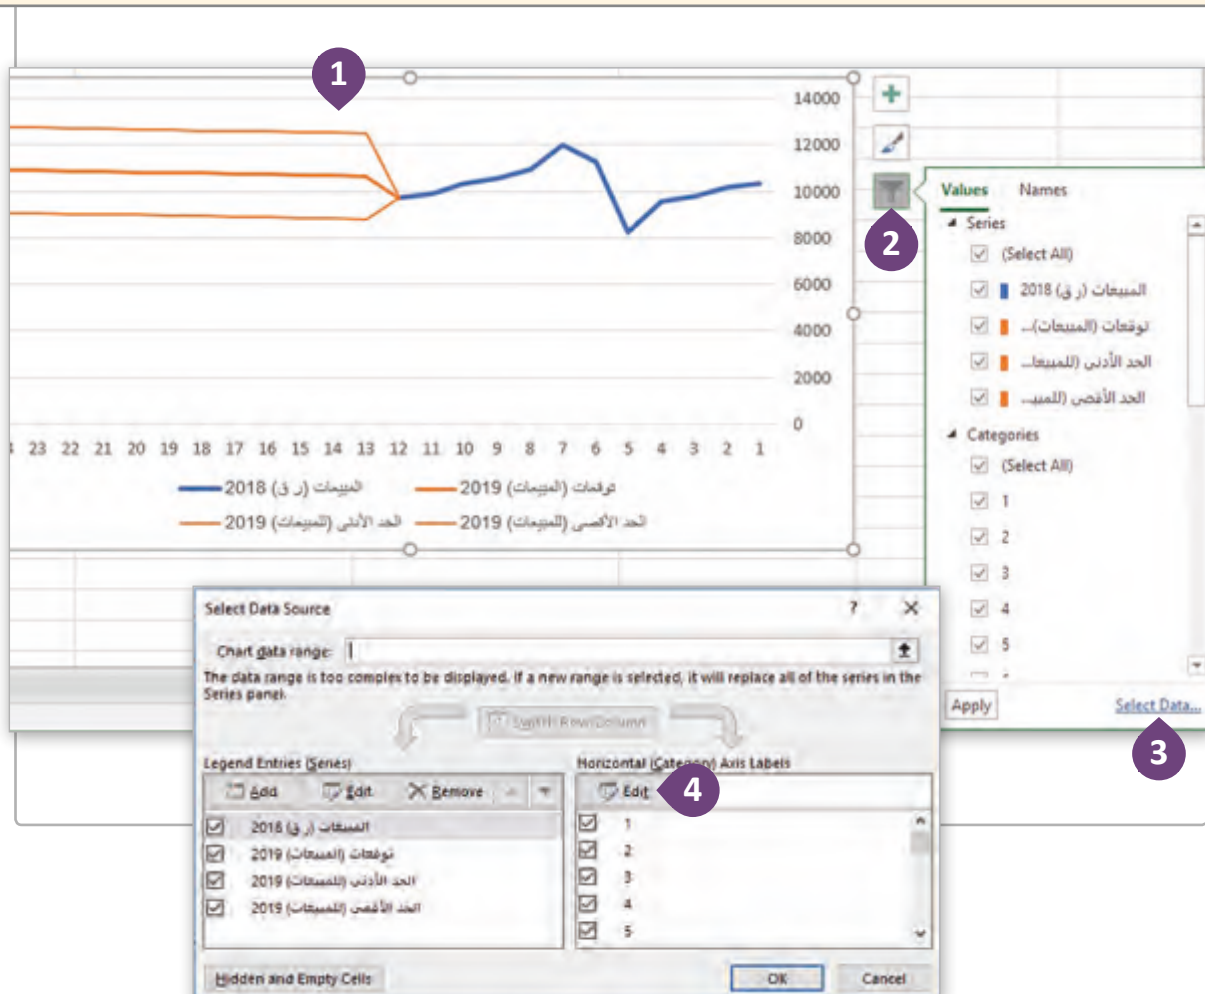 1
14000
12000
10000
8000
6000
4000
2000
0
23 22 21 20 19 18 17 16 15 14 13 12 11 10 9 8 7 6 5 4 3 2 1
المبيعات (ر ق) 2018
توقعات (المبيعات) 2019
الحد الأدنى (للمبيعات) 2019
الحد الأقصى (للمبيعات) 2019
2
Values Names
Series
(Select All)
المبيعات (ر ق) 2018
توقعات (المبيعات)...
الحد الأدنى (للمبيعا...
الحد الأقصى (للمبي...
Categories
(Select All)
1
2
3
4
5
Apply
Select Data...
3
Select Data Source
? ×
Chart data range:
The data range is too complex to be displayed. If a new range is selected, it will replace all of the series in the
Series panel.
Switch Row/Column
Legend Entries (Series)
Add Edit Remove
المبيعات (ر ق) 2018
توقعات (المبيعات) 2019
الحد الأدنى (للمبيعات) 2019
الحد الأقصى (للمبيعات) 2019
Horizontal (Category) Axis Labels
Edit
4
1
2
3
4
5
Hidden and Empty Cells
OK
Cancel